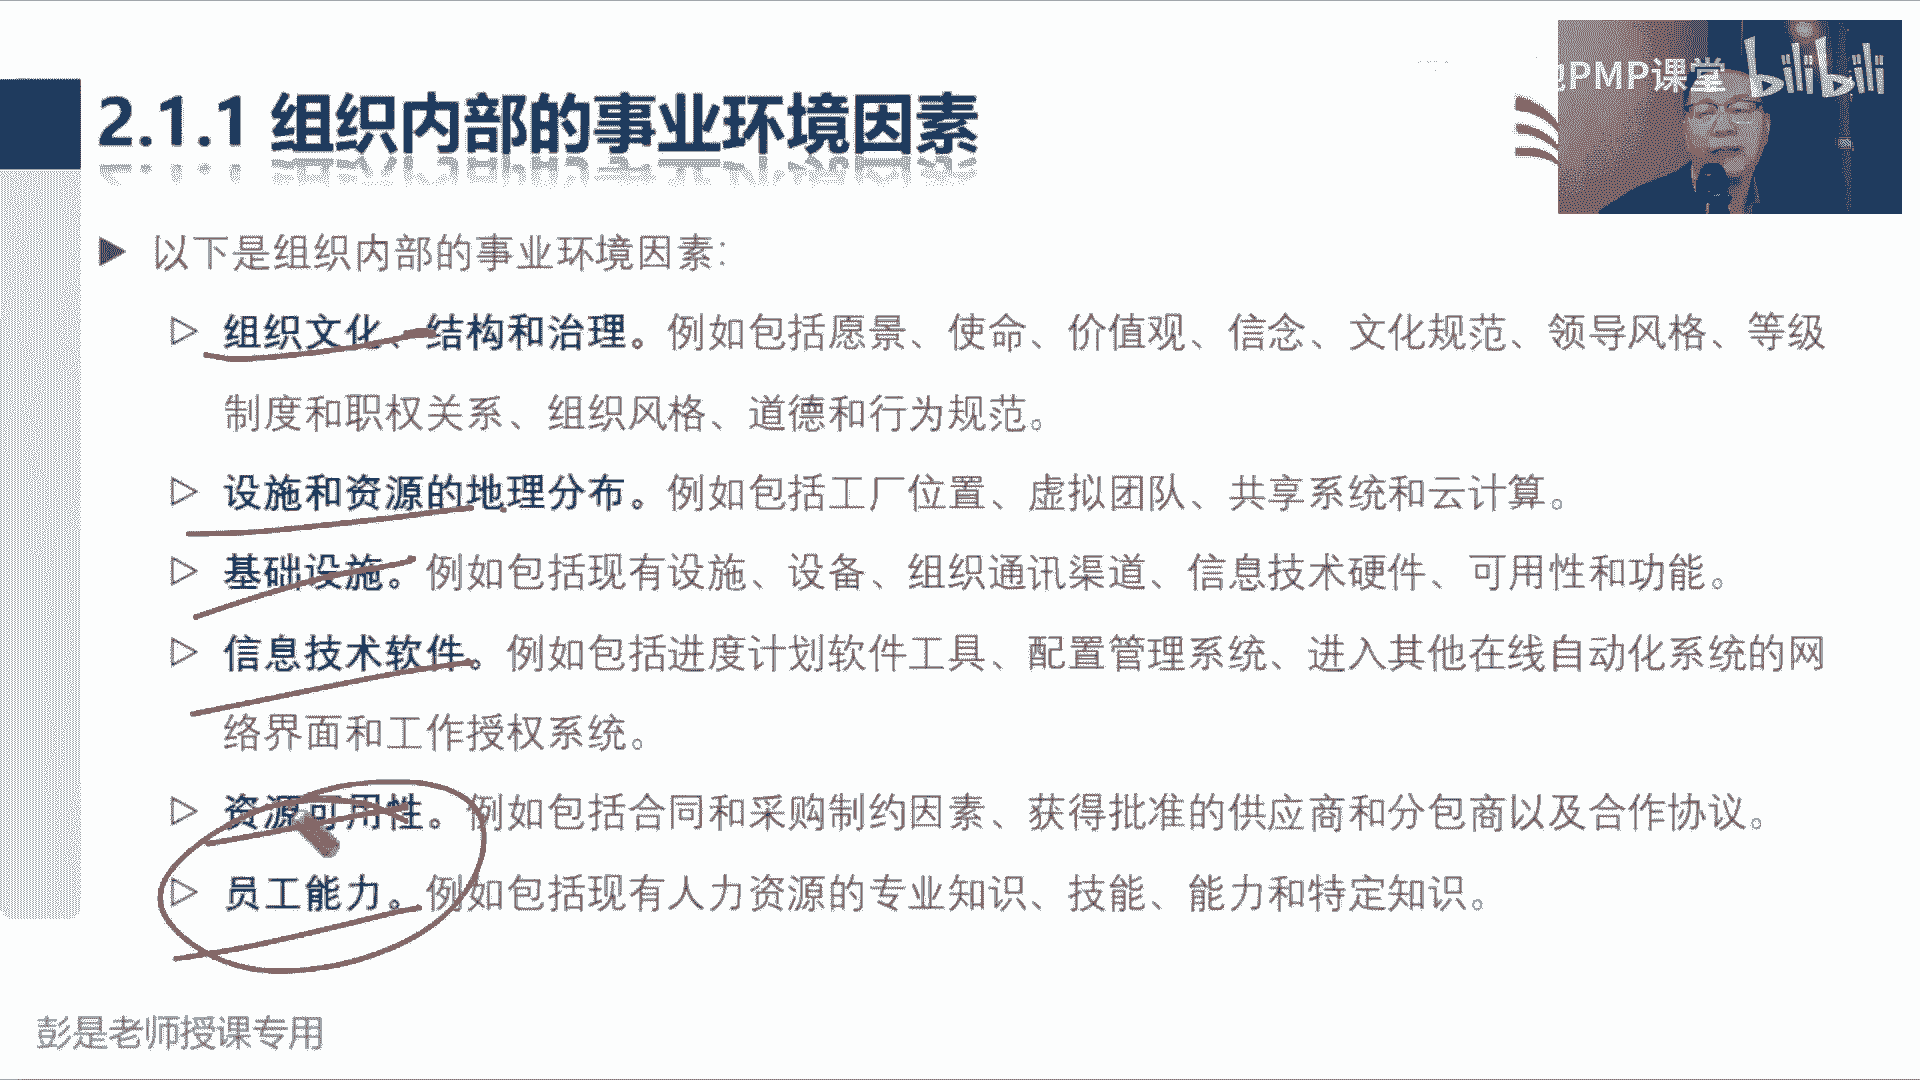 PMP课堂 bilibili
2.1.1 组织内部的事业环境因素
以下是组织内部的事业环境因素：
组织文化、结构和治理。例如包括愿景、使命、价值观、信念、文化规范、领导风格、等级
制度和职权关系、组织风格、道德和行为规范。
设施和资源的地理分布。例如包括工厂位置、虚拟团队、共享系统和云计算。
基础设施。例如包括现有设施、设备、组织通讯渠道、信息技术硬件、可用性和功能。
信息技术软件。例如包括进度计划软件工具、配置管理系统、进入其他在线自动化系统的网
络界面和工作授权系统。
资源可用性。例如包括合同和采购制约因素、获得批准的供应商和分包商以及合作协议。
员工能力。例如包括现有人力资源的专业知识、技能、能力和特定知识。
彭是老师授课专用